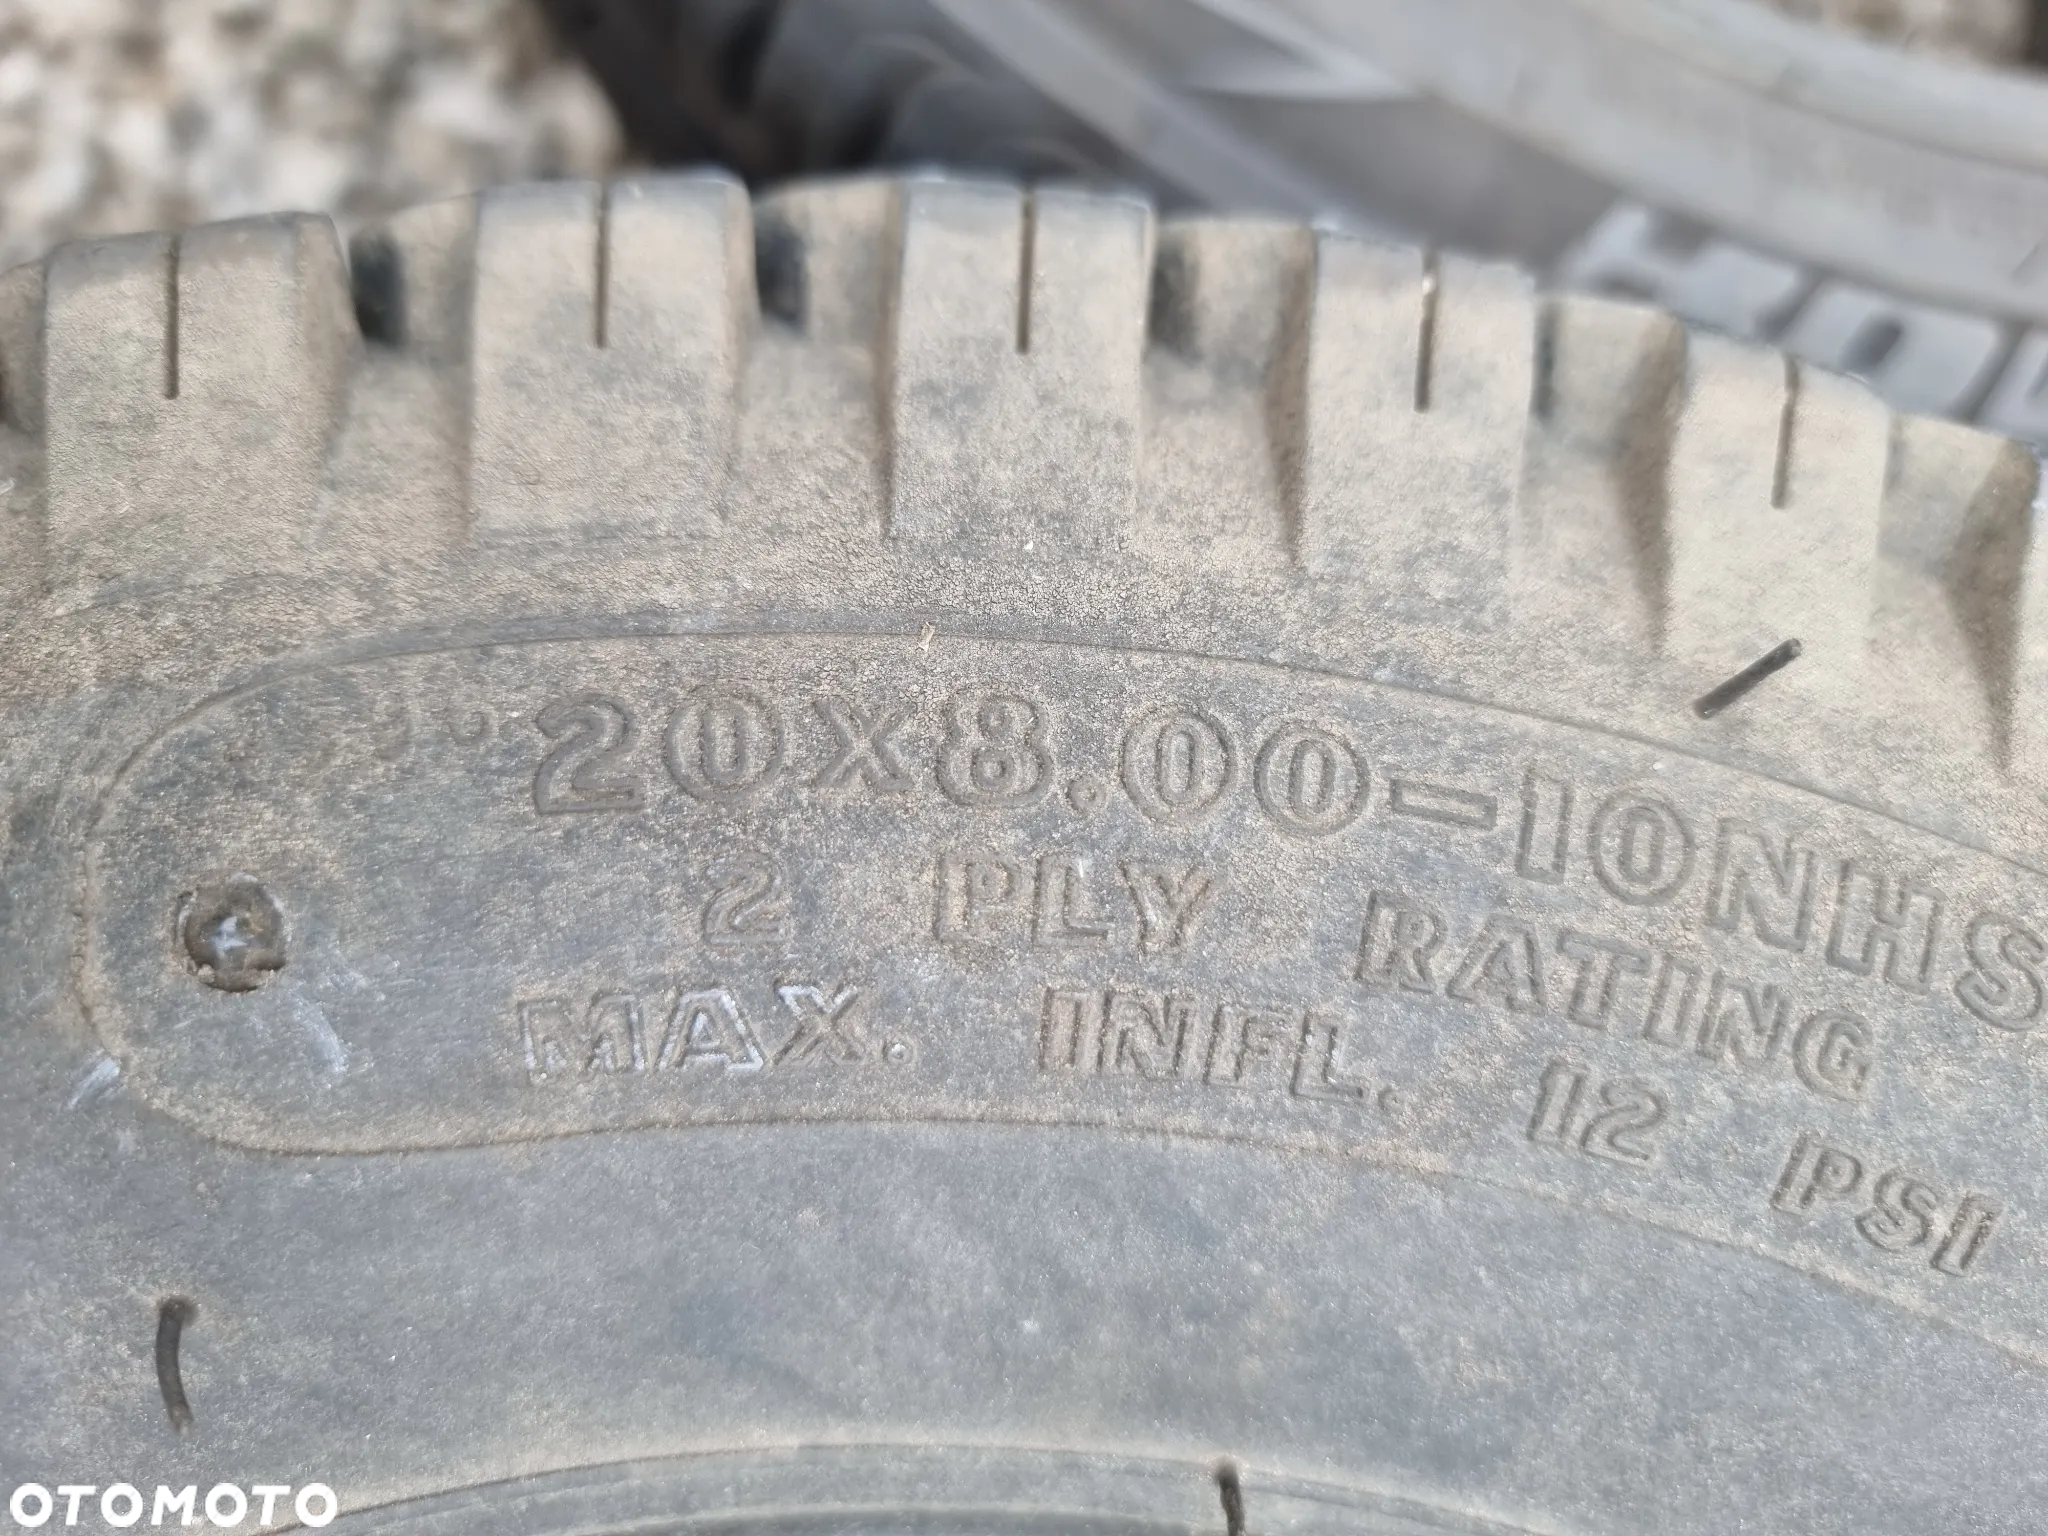 20x8.00-10NHS
2 PLY RATING
MAX. INFL. 12 PSI
OTOMOTO